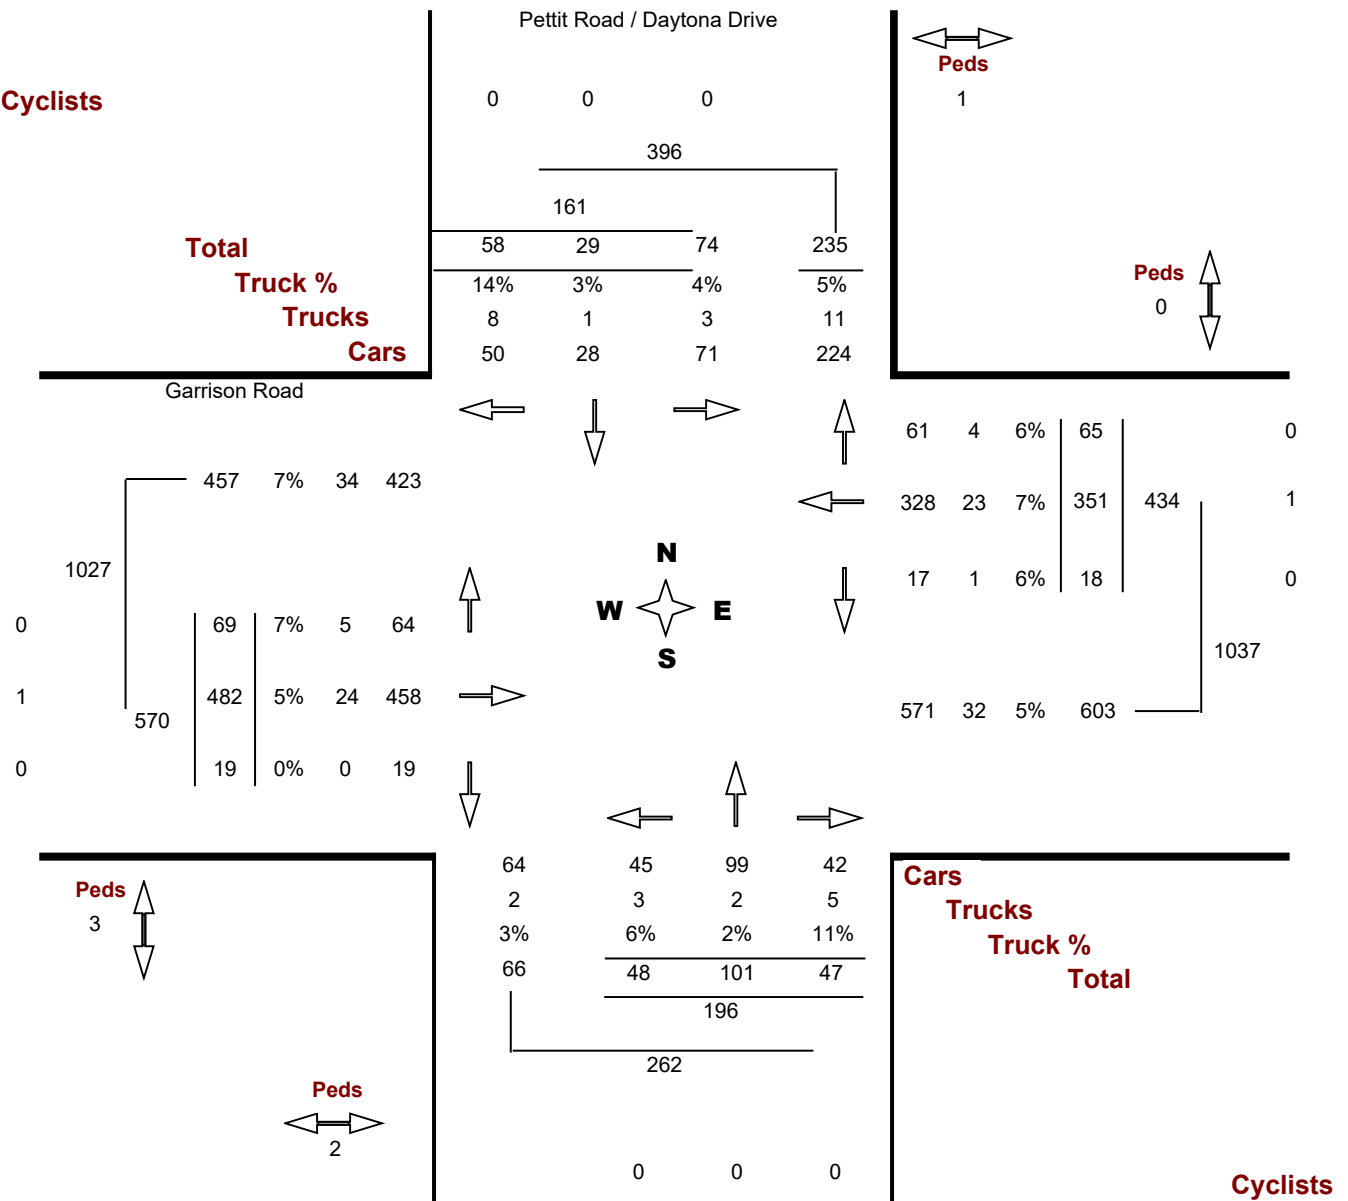 Pettit Road / Daytona Drive
Peds
Cyclists 0 0 0 1
396
161
Total 58 29 74 235
Peds
Truck % 14% 3% 4% 5%
0
Trucks 8 1 3 11
Cars 50 28 71 224
Garrison Road
61 4 6% 65 0
457 7% 34 423
328 23 7% 351 434 1
N
1027
17 1 6% 18 0
W E
0 69 7% 5 64
1037
S
1 482 5% 24 458
570
571 32 5% 603
0 19 0% 0 19
64 45 99 42
Cars
Peds
2 3 2 5
Trucks
3
3% 6% 2% 11%
Truck %
66 48 101 47
Total
196
262
Peds
2
0 0 0
Cyclists